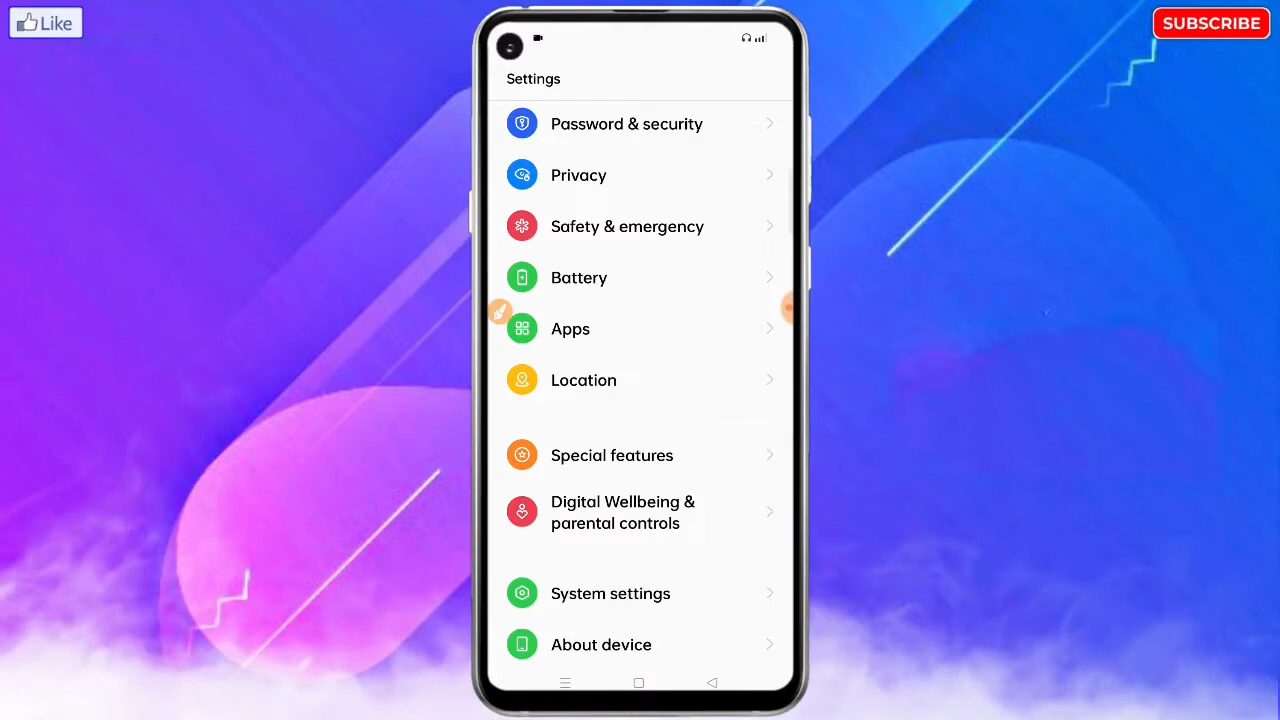 Like
SUBSCRIBE
Settings
Password & security
Privacy
Safety & emergency
Battery
Apps
Location
Special features
Digital Wellbeing &
parental controls
System settings
About device